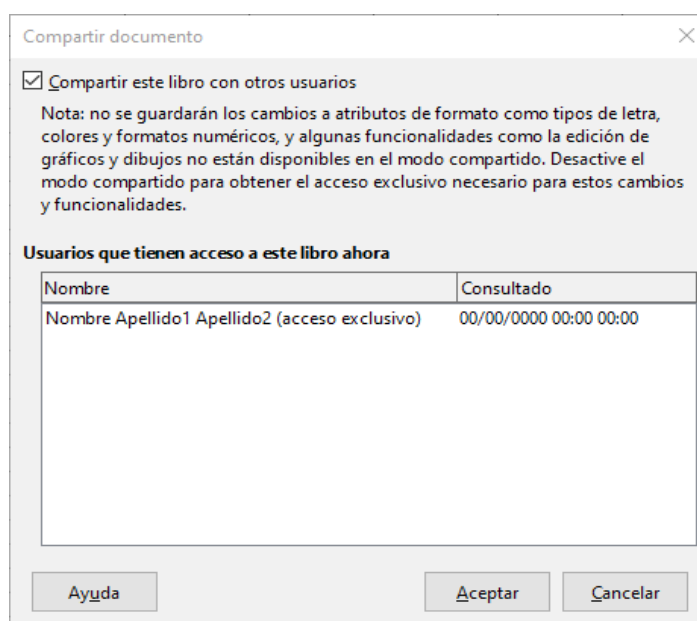 Compartir documento
Compartir este libro con otros usuarios
Nota: no se guardarán los cambios a atributos de formato como tipos de letra,
colores y formatos numéricos, y algunas funcionalidades como la edición de
gráficos y dibujos no están disponibles en el modo compartido. Desactive el
modo compartido para obtener el acceso exclusivo necesario para estos cambios
y funcionalidades.
Usuarios que tienen acceso a este libro ahora
Nombre Consultado
Nombre Apellido1 Apellido2 (acceso exclusivo) 00/00/0000 00:00 00:00
Ayuda Aceptar Cancelar